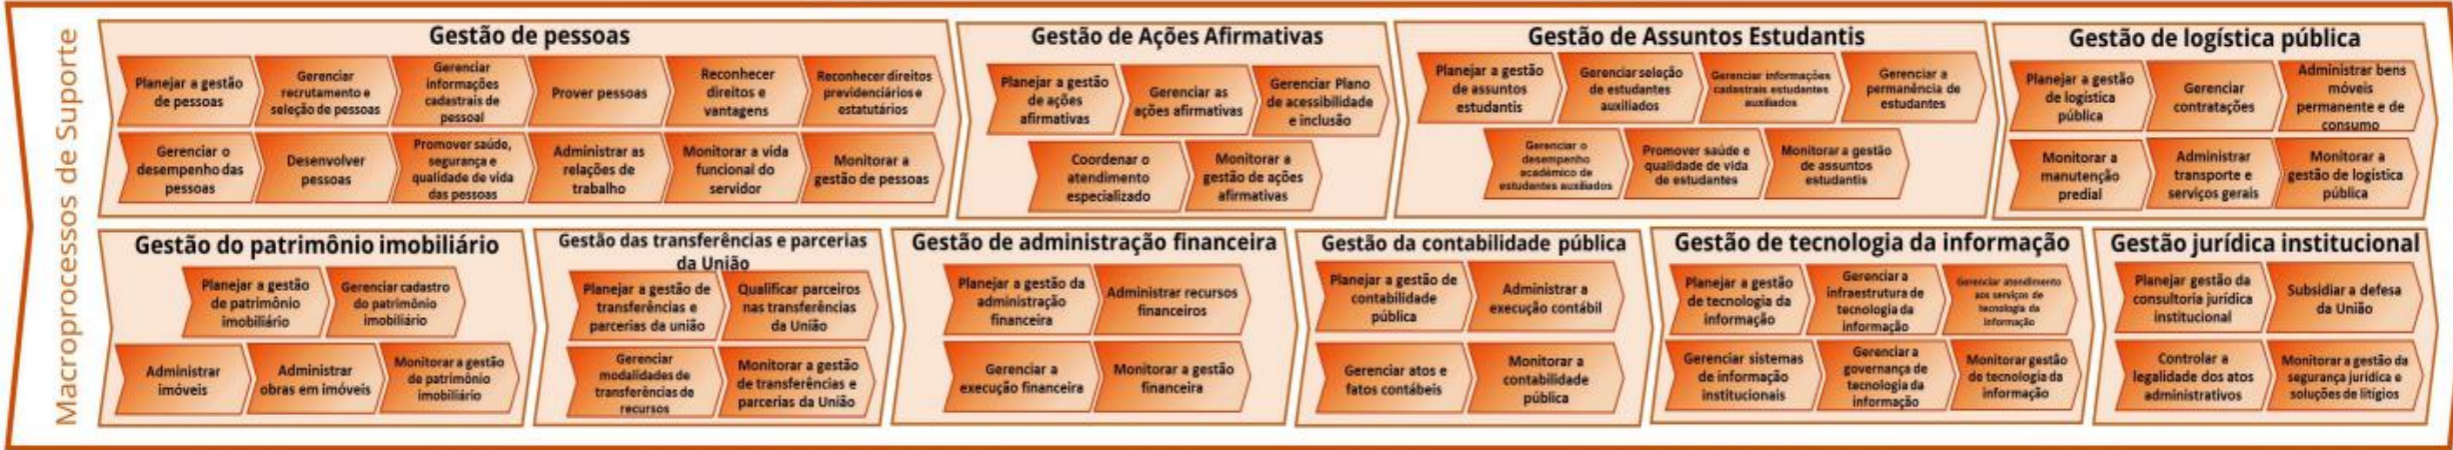 Macroprocessos de Suporte
Gestão de pessoas
Planejar a gestão
de pessoas
Gerenciar
recrutamento e
seleção de pessoas
Gerenciar
informações
cadastrais de
pessoal
Prover pessoas
Reconhecer
direitos e
vantagens
Reconhecer direitos
previdenciários e
estatutários
Gerenciar o
desempenho das
pessoas
Desenvolver
pessoas
Promover saúde,
segurança e
qualidade de vida
das pessoas
Administrar as
relações de
trabalho
Monitorar a vida
funcional do
servidor
Monitorar a
gestão de pessoas
Gestão de Ações Afirmativas
Planejar a gestão
de ações
afirmativas
Gerenciar as
ações afirmativas
Gerenciar Plano
de acessibilidade
e inclusão
Coordenar o
atendimento
especializado
Monitorar a
gestão de ações
afirmativas
Gestão de Assuntos Estudantis
Planejar a gestão
de assuntos
estudantis
Gerenciar seleção
de estudantes
auxiliados
Gerenciar informações
cadastrais estudantes
auxiliados
Gerenciar a
permanência de
estudantes
Gerenciar o
desempenho
acadêmico de
estudantes auxiliados
Promover saúde e
qualidade de vida
de estudantes
Monitorar a gestão
de assuntos
estudantis
Gestão de logística pública
Planejar a gestão
de logística
pública
Gerenciar
contratações
Administrar bens
móveis
permanente e de
consumo
Monitorar a
manutenção
predial
Administrar
transporte e
serviços gerais
Monitorar a
gestão de logística
pública
Gestão do patrimônio imobiliário
Planejar a gestão
de patrimônio
imobiliário
Gerenciar cadastro
do patrimônio
imobiliário
Administrar
imóveis
Administrar
obras em imóveis
Monitorar a gestão
de patrimônio
imobiliário
Gestão das transferências e parcerias
da União
Planejar a gestão de
transferências e
parcerias da união
Qualificar parceiros
nas transferências
da União
Gerenciar
modalidades de
transferências de
recursos
Monitorar a gestão
de transferências e
parcerias da União
Gestão de administração financeira
Planejar a gestão da
administração
financeira
Administrar recursos
financeiros
Gerenciar a
execução financeira
Monitorar a gestão
financeira
Gestão da contabilidade pública
Planejar a gestão de
contabilidade
pública
Administrar a
execução contábil
Gerenciar atos e
fatos contábeis
Monitorar a
contabilidade
pública
Gestão de tecnologia da informação
Planejar a gestão
de tecnologia da
informação
Gerenciar a
infraestrutura de
tecnologia da
informação
Gerenciar atendimento
aos serviços de
tecnologia da
informação
Gerenciar sistemas
de informação
institucionais
Gerenciar a
governança de
tecnologia da
informação
Monitorar gestão
de tecnologia da
informação
Gestão jurídica institucional
Planejar gestão da
consultoria jurídica
institucional
Subsidiar a defesa
da União
Controlar a
legalidade dos atos
administrativos
Monitorar a gestão da
segurança jurídica e
soluções de litígios